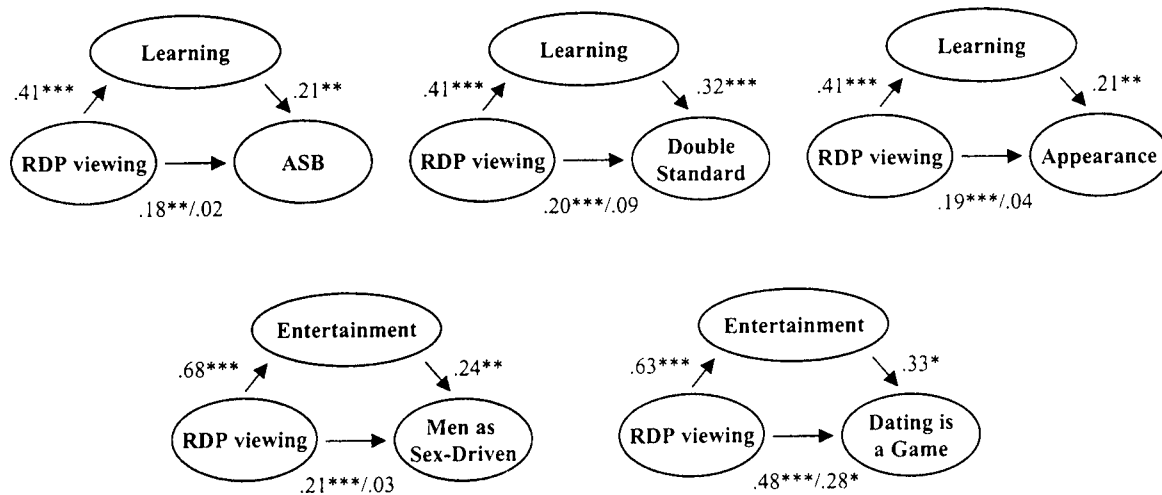 Learning
.41***
.21**
RDP viewing
ASB
.18**/.02
Learning
.41***
.32***
RDP viewing
Double
Standard
.20***/.09
Learning
.41***
.21**
RDP viewing
Appearance
.19***/.04
Entertainment
.68***
.24**
RDP viewing
Men as
Sex-Driven
.21***/.03
Entertainment
.63***
.33*
RDP viewing
Dating is
a Game
.48***/.28*